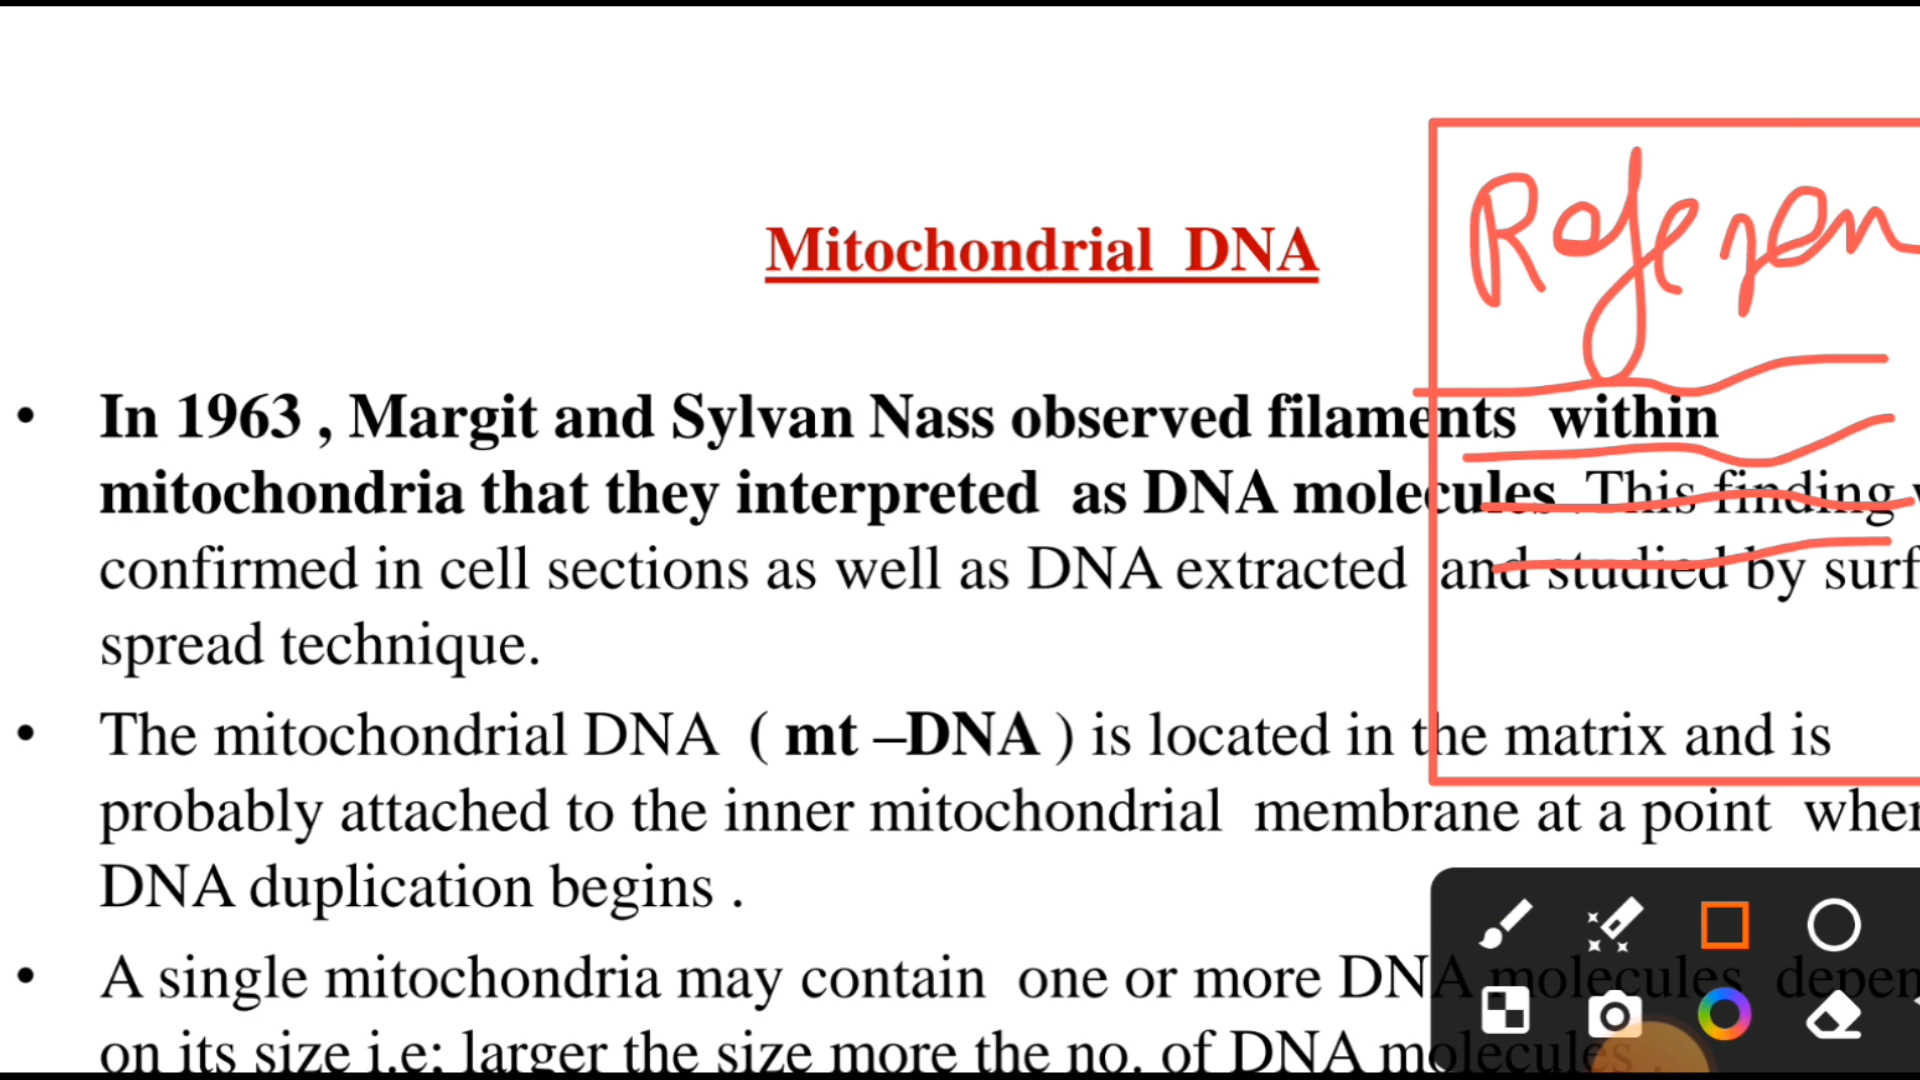 Mitochondrial DNA
Referen
• In 1963 , Margit and Sylvan Nass observed filaments within
mitochondria that they interpreted as DNA molecules . This finding
confirmed in cell sections as well as DNA extracted and studied by surf
spread technique.
• The mitochondrial DNA ( mt –DNA ) is located in the matrix and is
probably attached to the inner mitochondrial membrane at a point wher
DNA duplication begins .
• A single mitochondria may contain one or more DNA molecules depen
on its size i.e; larger the size more the no. of DNA molecules .